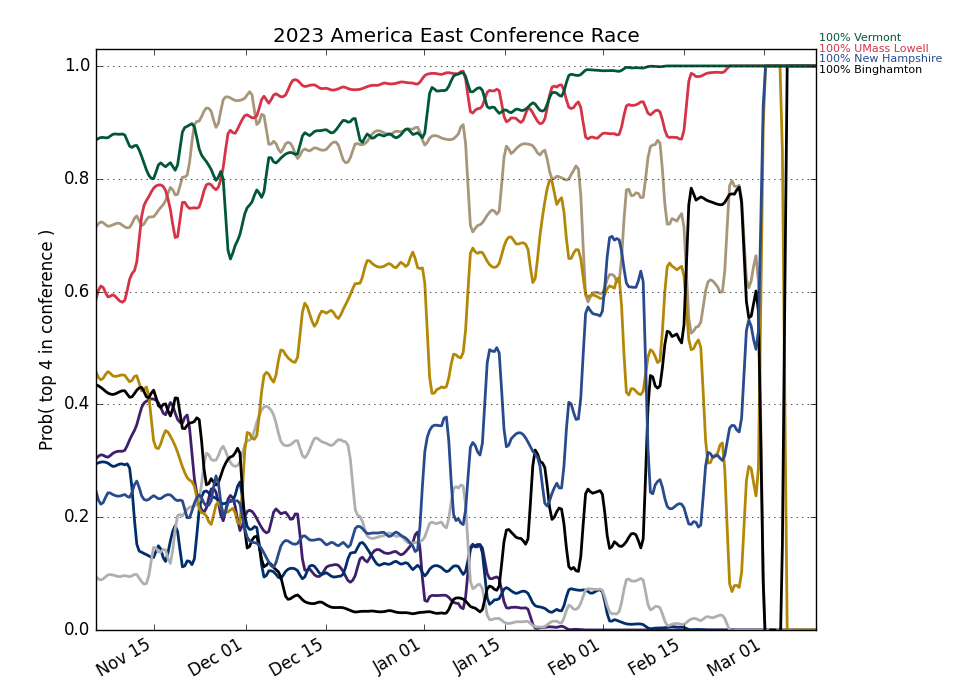 2023 America East Conference Race
100% Vermont
100% UMass Lowell
100% New Hampshire
100% Binghamton
Prob( top 4 in conference )
1.0
0.8
0.6
0.4
0.2
0.0
Nov 15
Dec 01
Dec 15
Jan 01
Jan 15
Feb 01
Feb 15
Mar 01